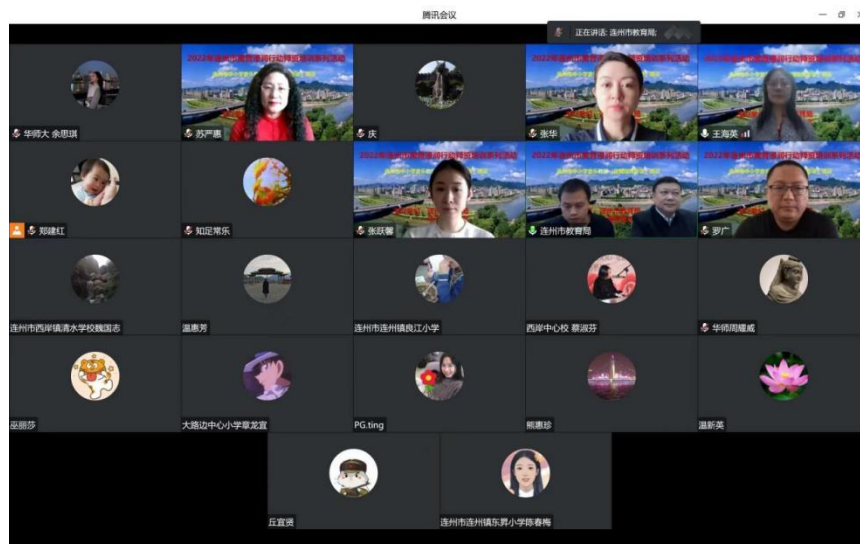 腾讯会议
正在讲话: 连州市教育局;
华师大 余思琪
苏严惠
庆
张华
王海英
郑建红
知足常乐
张跃馨
连州市教育局
罗广
连州市西岸镇清水学校魏国志
温惠芳
连州市连州镇良江小学
西岸中心校 蔡淑芬
华师周耀威
巫丽莎
大路边中心小学章龙宜
PG.ting
熊惠珍
温新英
丘宜贤
连州市连州镇东昇小学陈春梅